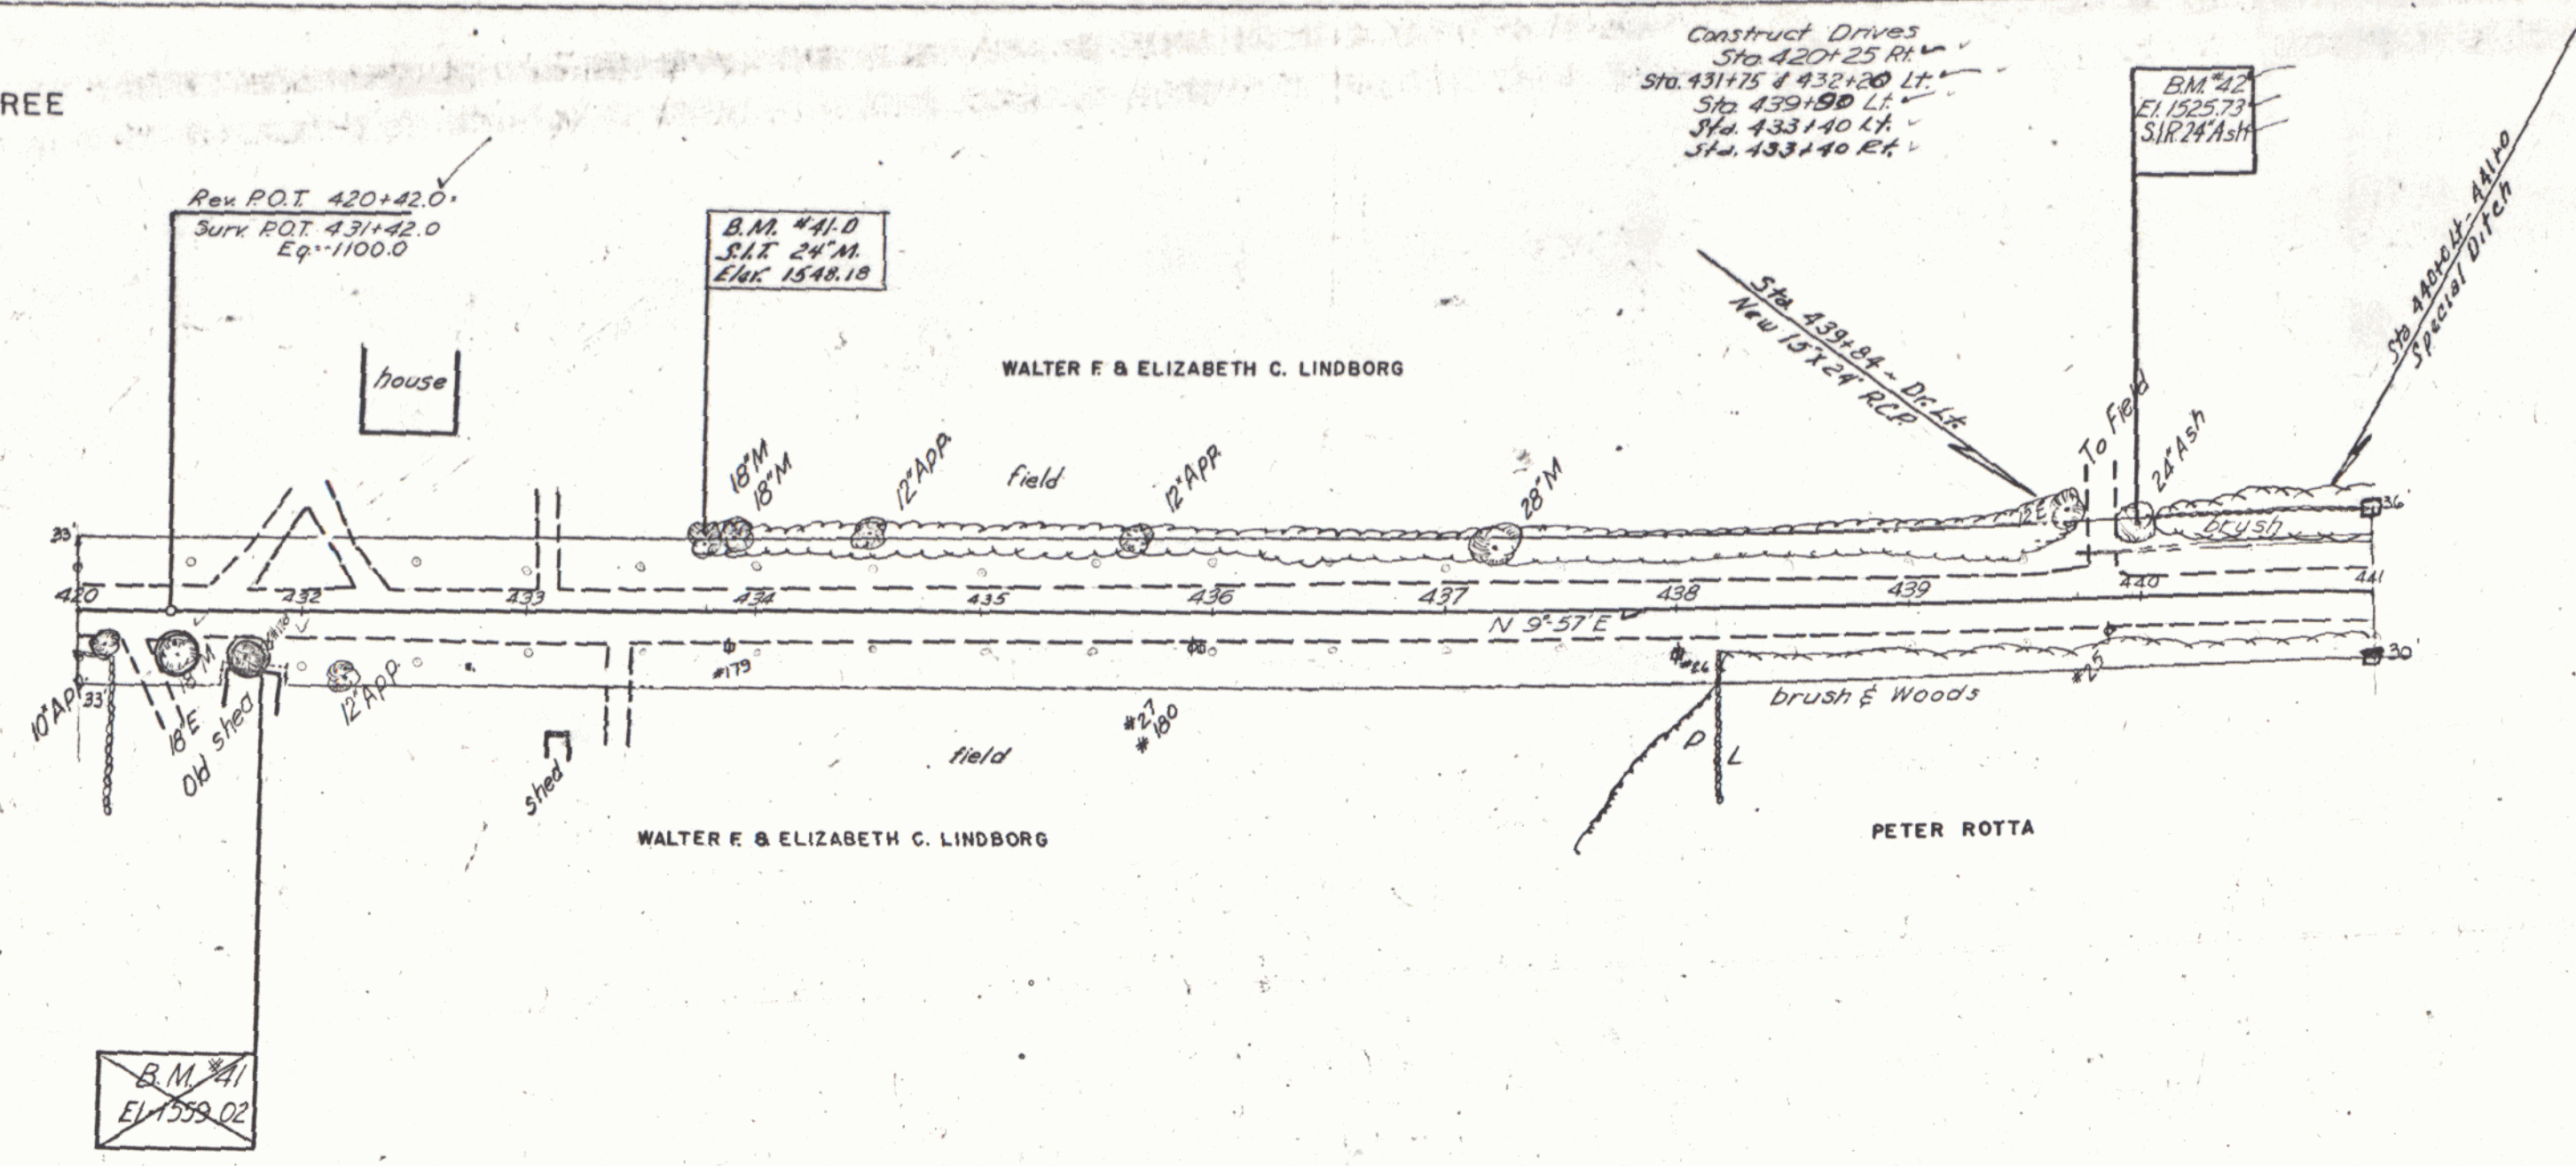 REE
Construct Drives
Sta. 420+25 Rt.
Sta. 431+75 & 432+20 Lt.
Sta. 439+90 Lt.
Sta. 433+40 Lt.
Sta. 433+40 Rt.
B.M. #42
El. 1525.73
S.I.R. 24" Ash
Rev. P.O.T. 420+42.0=
Surv. P.O.T. 431+42.0
Eq.=-1100.0
B.M. #41-D
S.I.T. 24" M.
Elev. 1548.18
Sta. 440+0 Lt.- 441+0
Special Ditch
Sta. 439+84 ~ Dr. Lt.
New 15"x24' R.C.P.
house
WALTER F. & ELIZABETH C. LINDBORG
18"M
18"M
12"App.
field
12"App.
28"M
To Field
24"Ash
12"E
brush
36'
33'
420
432
433
434
435
436
437
438
439
440
441
N 9°-57'E
18"M
#179
#26
#25
30'
10"Ap.
33'
18"E
Old shed
12"App.
brush & Woods
#27
#180
shed
field
P L
WALTER F. & ELIZABETH C. LINDBORG
PETER ROTTA
B.M. #41
El. 1559.02